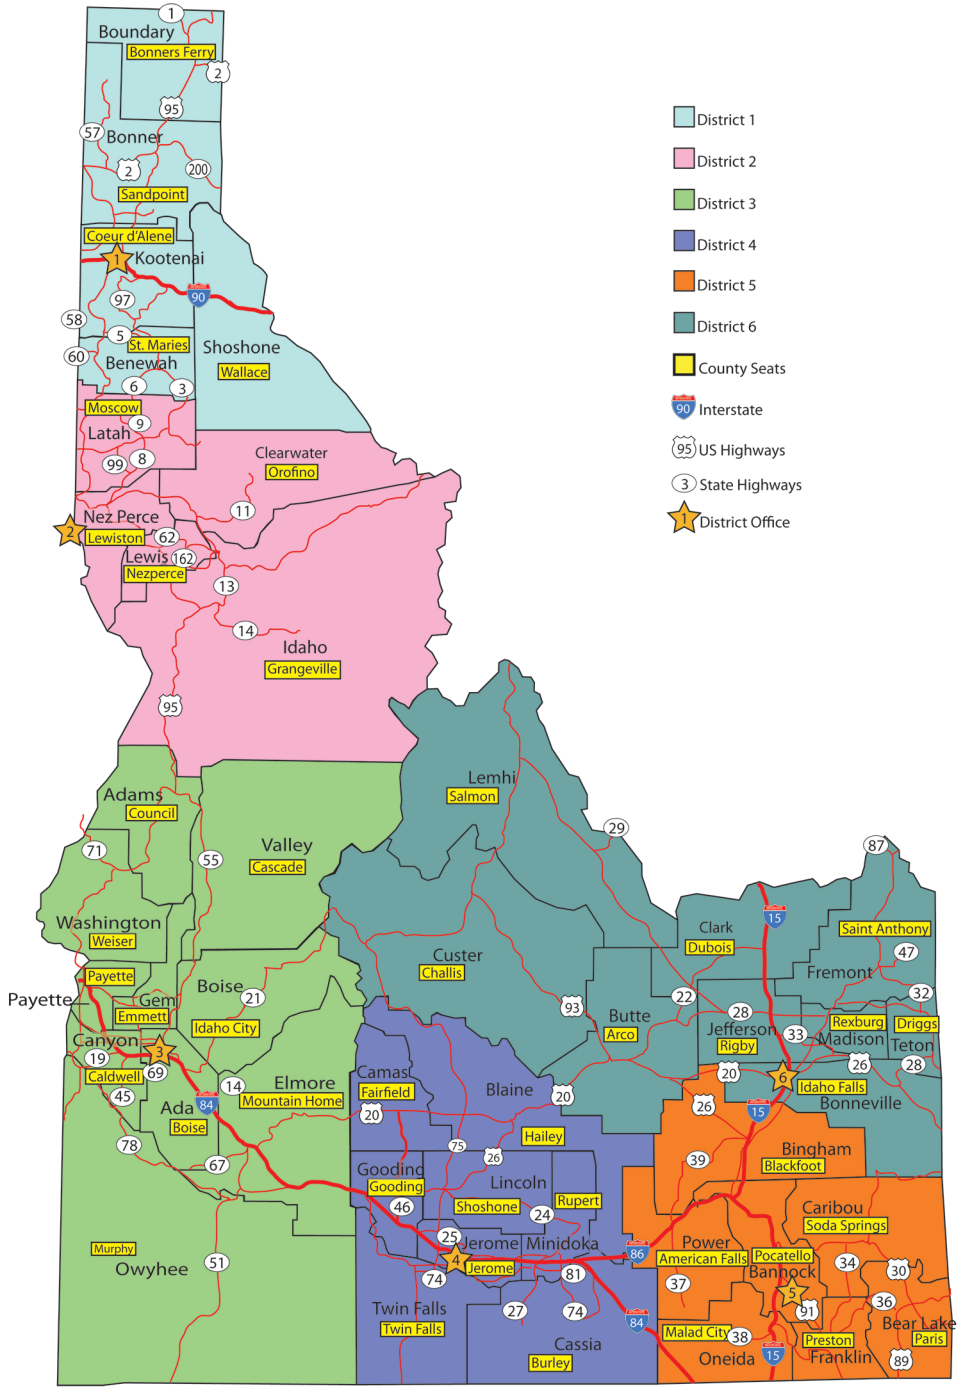 1
Boundary
Bonners Ferry
2
95
57
Bonner
2
200
Sandpoint
Coeur d'Alene
1
Kootenai
90
97
58
5
St. Maries
60
Benewah
Shoshone
Wallace
6
3
Moscow
9
Latah
99
8
Clearwater
Orofino
11
Nez Perce
2
Lewiston
62
Lewis
162
Nezperce
13
14
Idaho
Grangeville
95
District 1
District 2
District 3
District 4
District 5
District 6
County Seats
90
Interstate
95
US Highways
3
State Highways
1
District Office
Adams
Council
71
55
Valley
Cascade
Washington
Weiser
Payette
Payette
Gem
Emmett
Boise
21
Idaho City
Canyon
3
19
69
Caldwell
45
14
Elmore
Mountain Home
84
Ada
Boise
78
67
Murphy
Owyhee
51
Lemhi
Salmon
29
87
15
Clark
Dubois
Saint Anthony
47
Fremont
32
Custer
Challis
93
22
Butte
Arco
28
Jefferson
Rigby
33
Rexburg
Madison
Driggs
Teton
26
28
20
6
Idaho Falls
Bonneville
15
Camas
Fairfield
20
Blaine
20
Hailey
75
26
Gooding
Gooding
46
Lincoln
Shoshone
24
Rupert
25
Jerome
Minidoka
4
Jerome
74
81
27
74
Twin Falls
Twin Falls
Cassia
Burley
86
84
26
39
Bingham
Blackfoot
Caribou
Soda Springs
Power
American Falls
Pocatello
Bannock
37
5
91
34
30
36
Malad City
38
Oneida
15
Preston
Franklin
Bear Lake
Paris
89